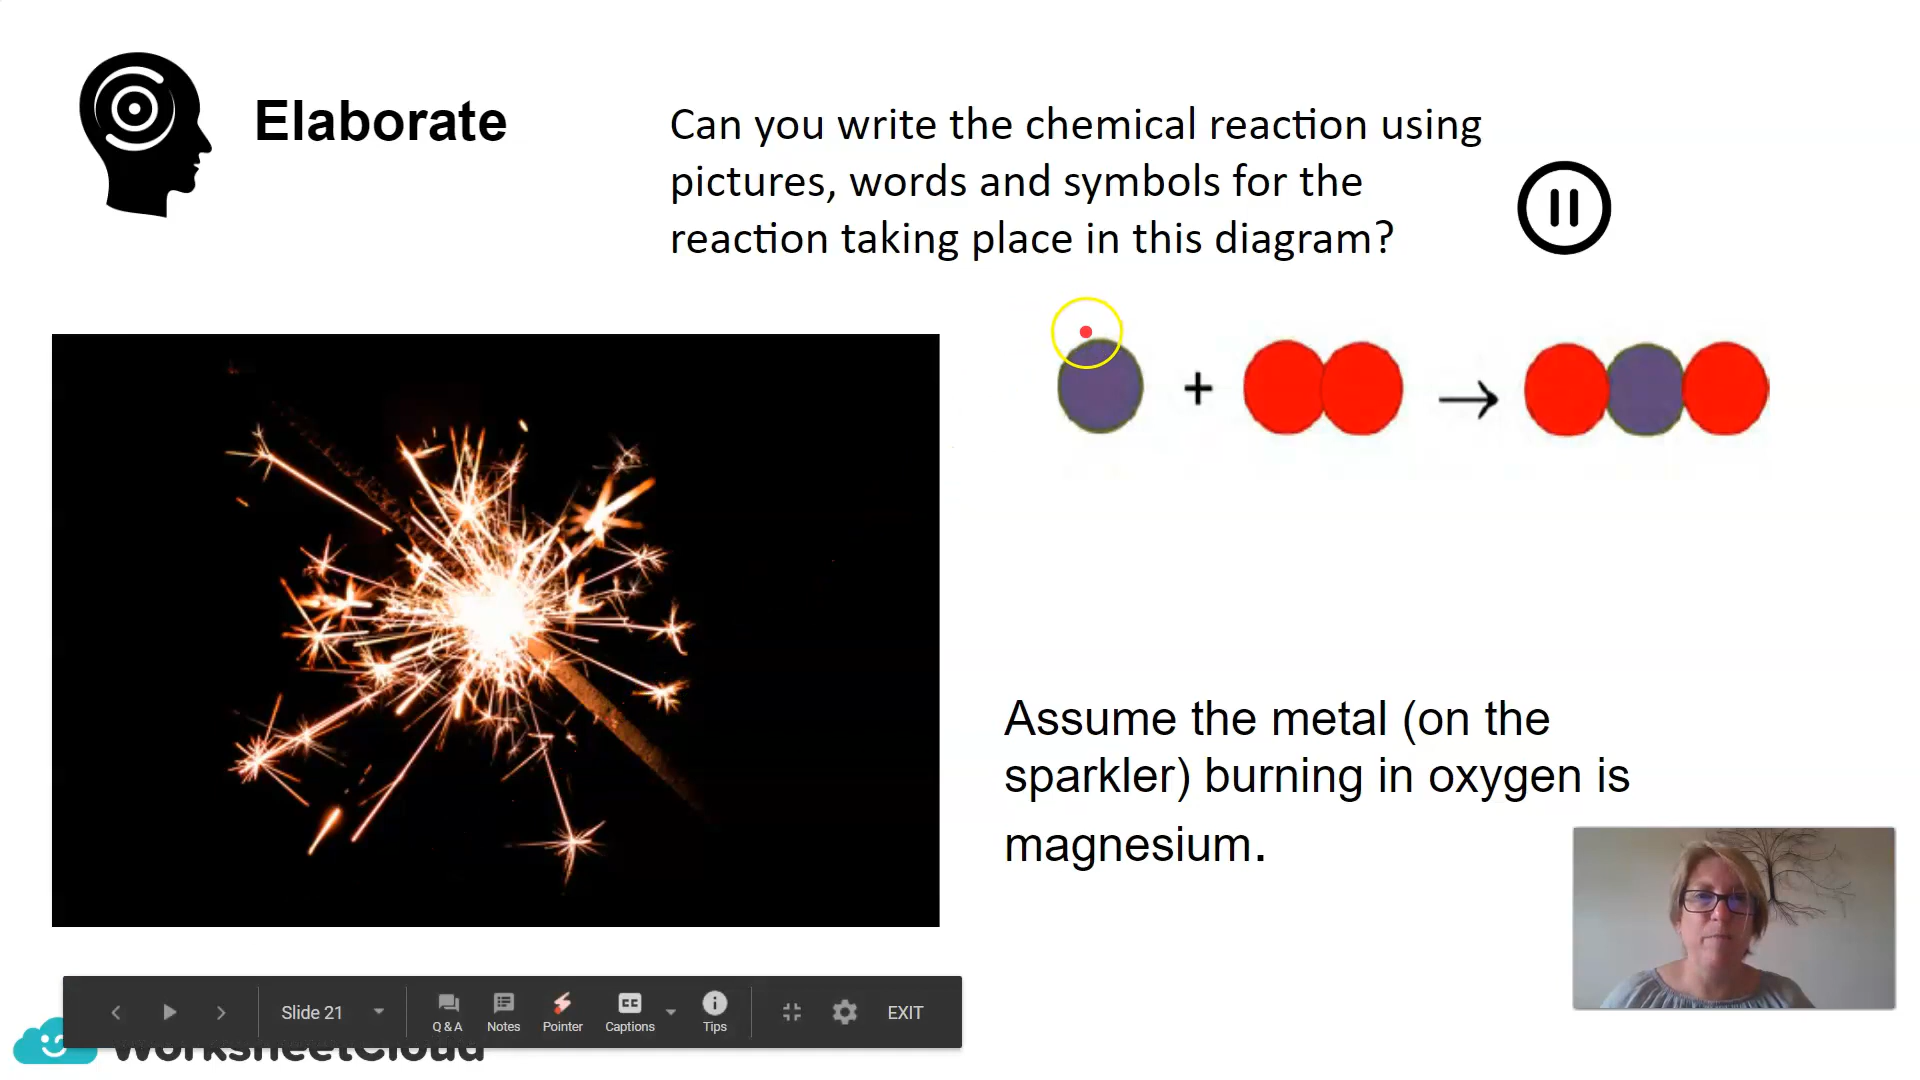 Elaborate
Can you write the chemical reaction using
pictures, words and symbols for the
reaction taking place in this diagram?
+
→
Assume the metal (on the
sparkler) burning in oxygen is
magnesium.
Slide 21
Q & A
Notes
Pointer
CC
Captions
Tips
EXIT
WorksheetCloud